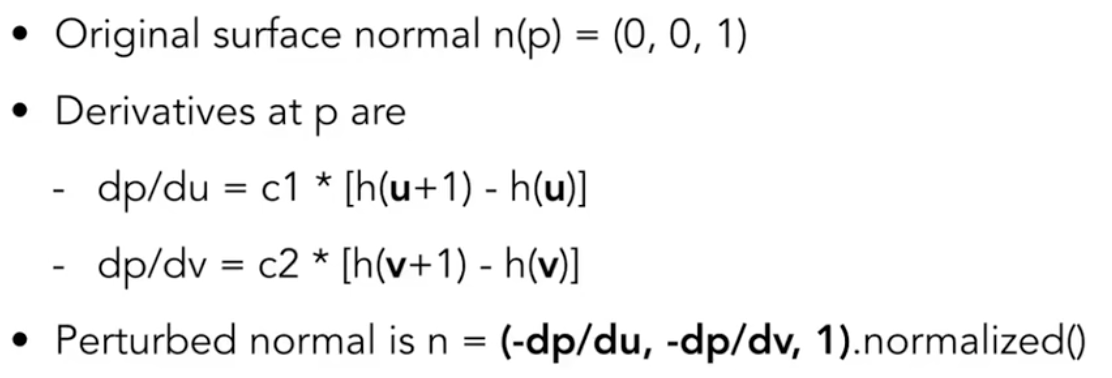 • Original surface normal n(p) = (0, 0, 1)
• Derivatives at p are
- dp/du = c1 * [h(u+1) - h(u)]
- dp/dv = c2 * [h(v+1) - h(v)]
• Perturbed normal is n = (-dp/du, -dp/dv, 1).normalized()